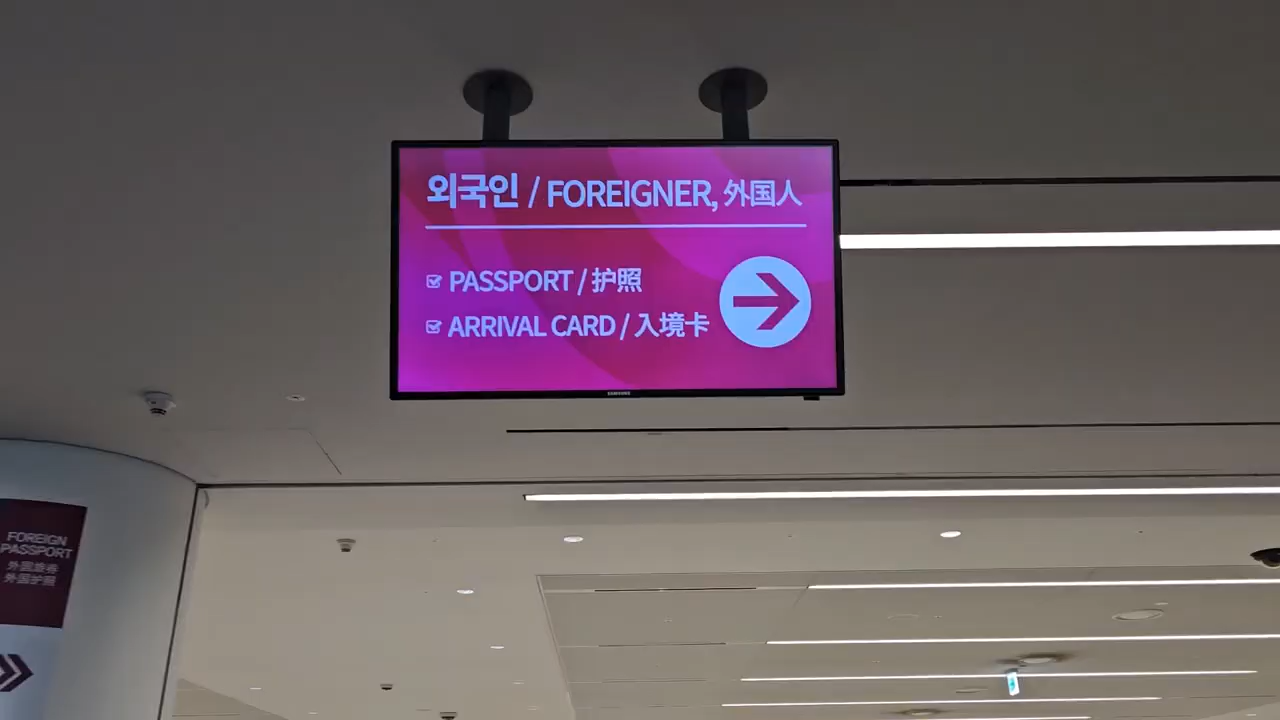 외국인 / FOREIGNER, 外国人
PASSPORT / 护照
ARRIVAL CARD / 入境卡
SAMSUNG
FOREIGN
PASSPORT
外国旅券
外国护照